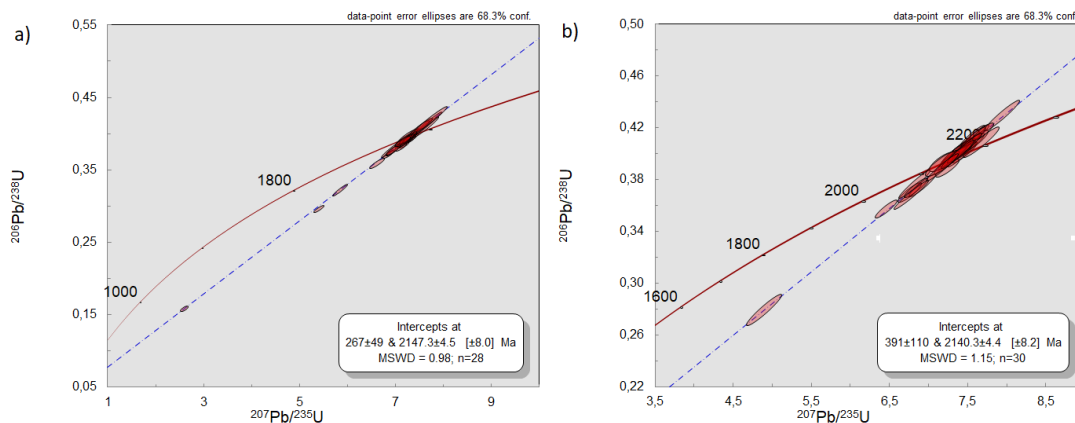 a)
data-point error ellipses are 68.3% conf.
0,55
0,45
0,35
0,25
0,15
0,05
²⁰⁶Pb/²³⁸U
1800
1000
Intercepts at
267±49 & 2147.3±4.5 [±8.0] Ma
MSWD = 0.98; n=28
1
3
5
7
9
²⁰⁷Pb/²³⁵U
b)
data-point error ellipses are 68.3% conf
0,50
0,46
0,42
0,38
0,34
0,30
0,26
0,22
²⁰⁶Pb/²³⁸U
2200
2000
1800
1600
Intercepts at
391±110 & 2140.3±4.4 [±8.2] Ma
MSWD = 1.15; n=30
3,5
4,5
5,5
6,5
7,5
8,5
²⁰⁷Pb/²³⁵U